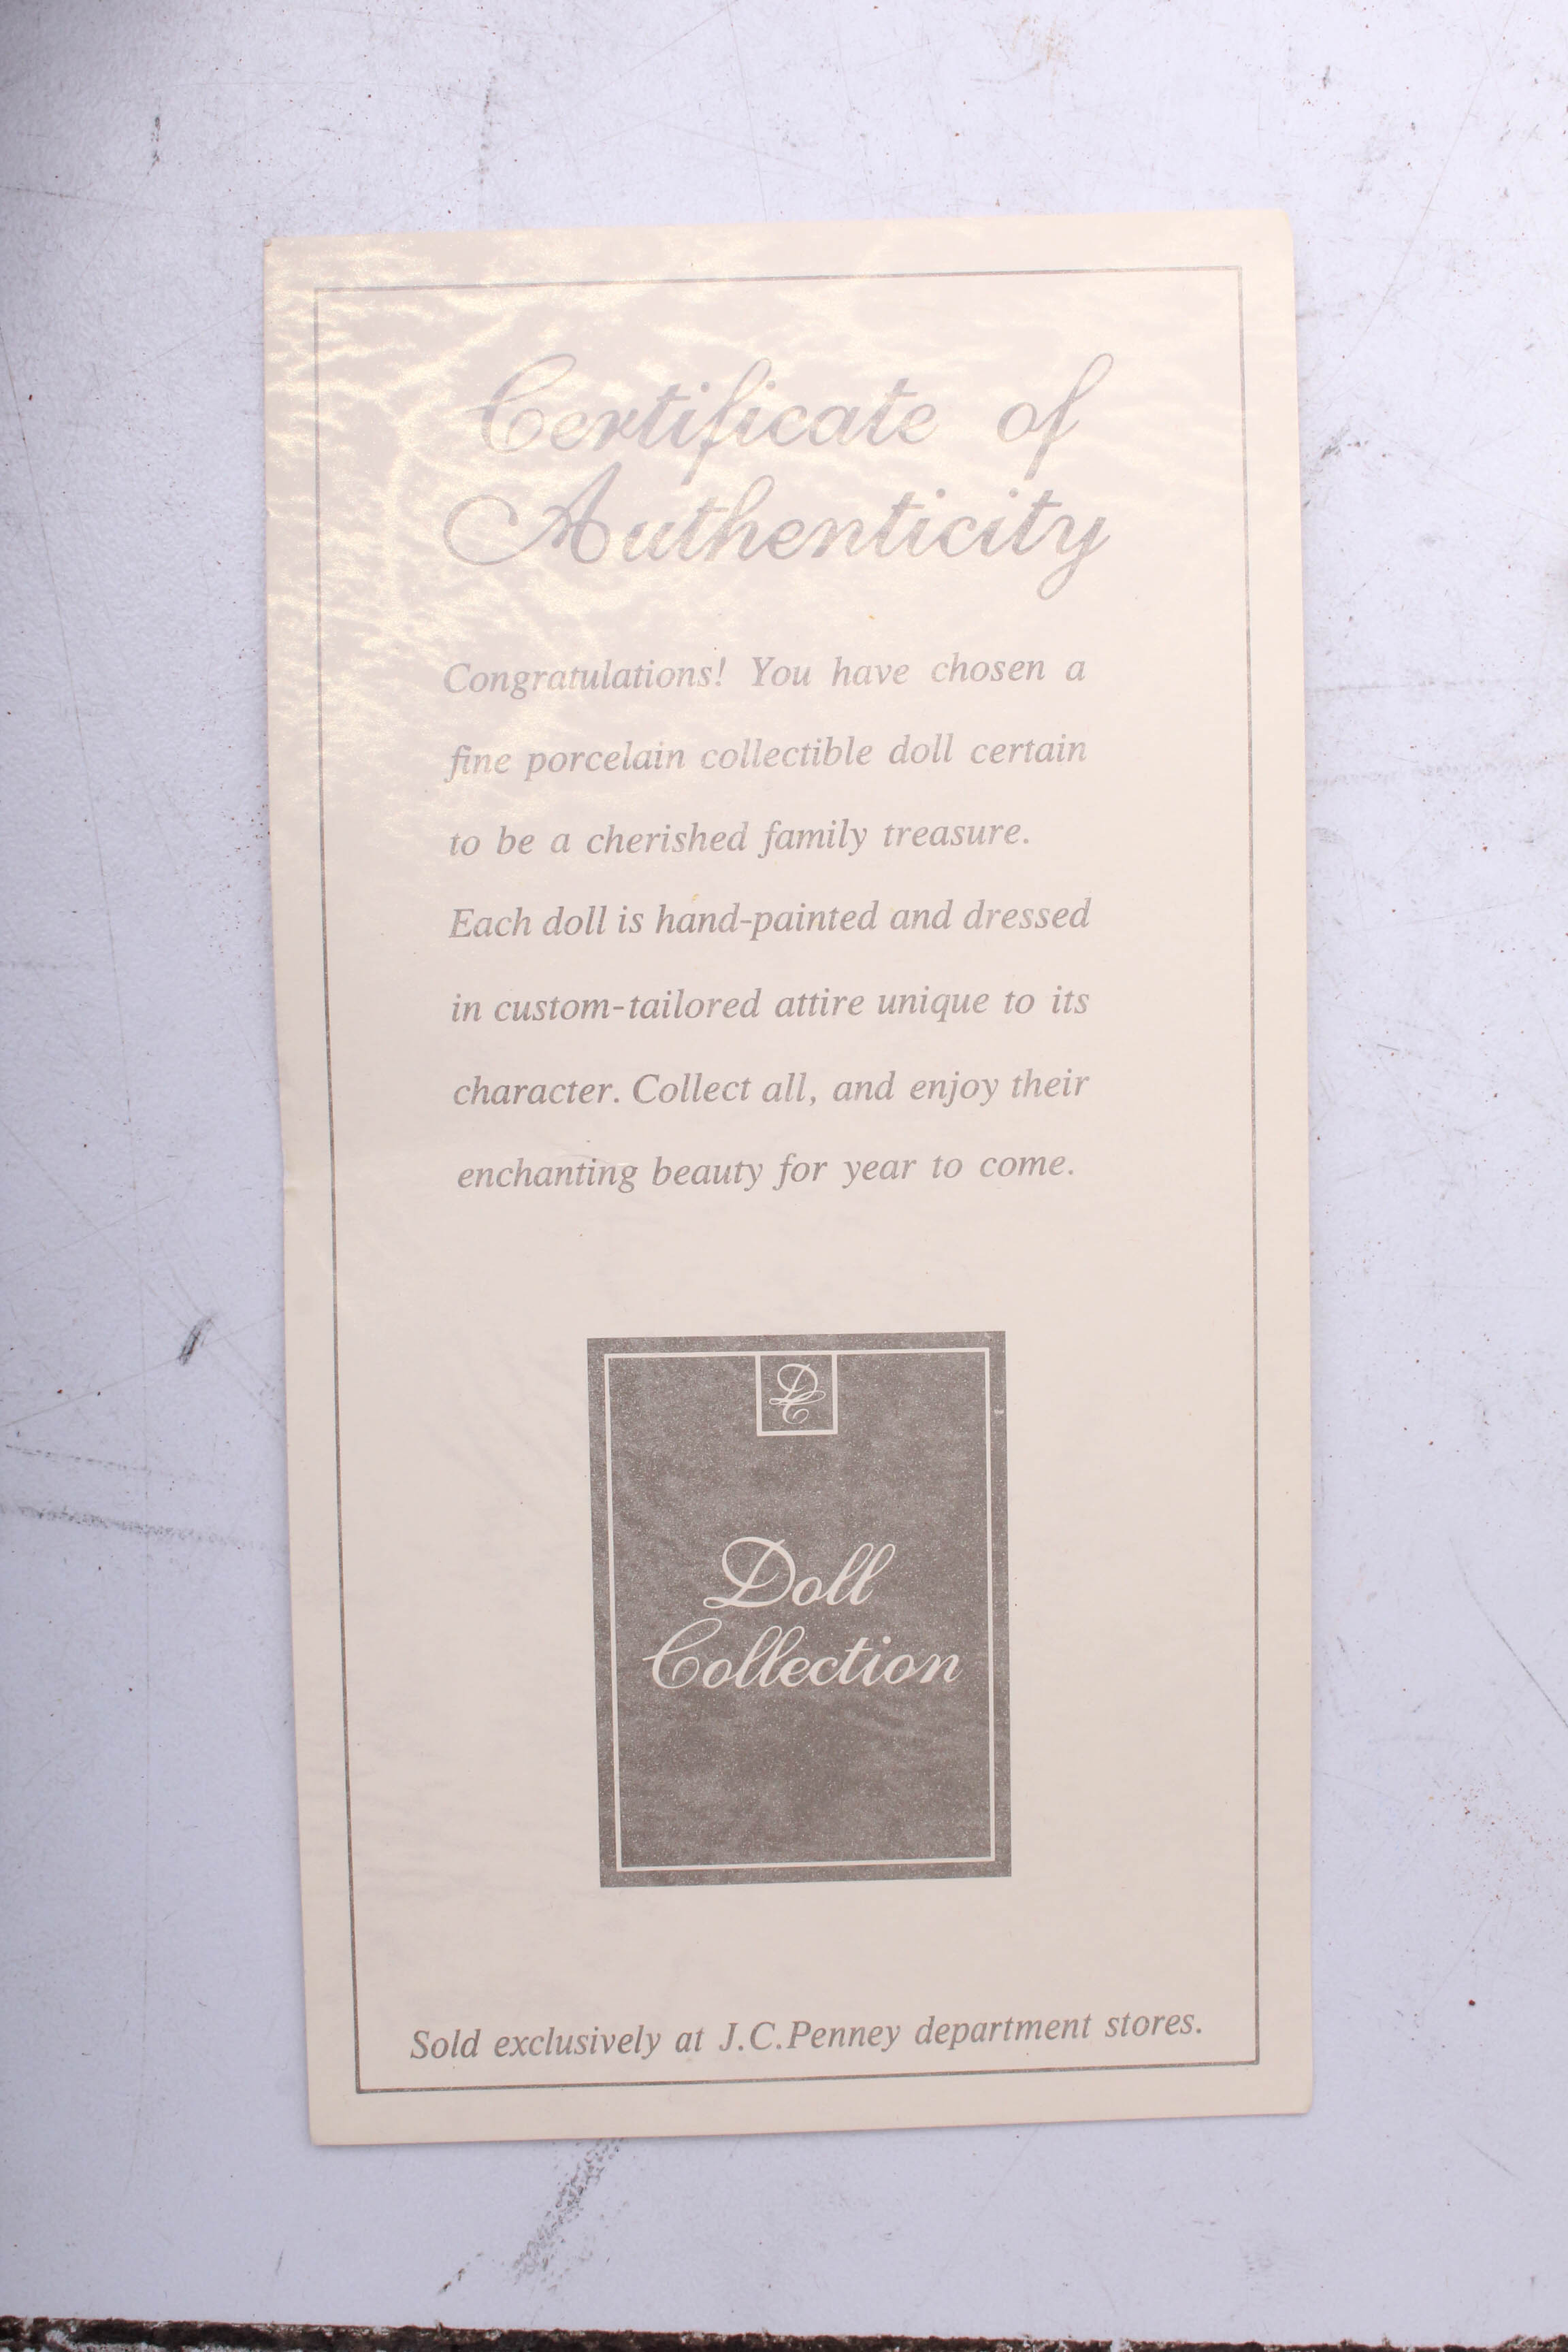 Certificate of
Authenticity
Congratulations! You have chosen a
fine porcelain collectible doll certain
to be a cherished family treasure.
Each doll is hand-painted and dressed
in custom-tailored attire unique to its
character. Collect all, and enjoy their
enchanting beauty for year to come.
DC
Doll
Collection
Sold exclusively at J.C.Penney department stores.